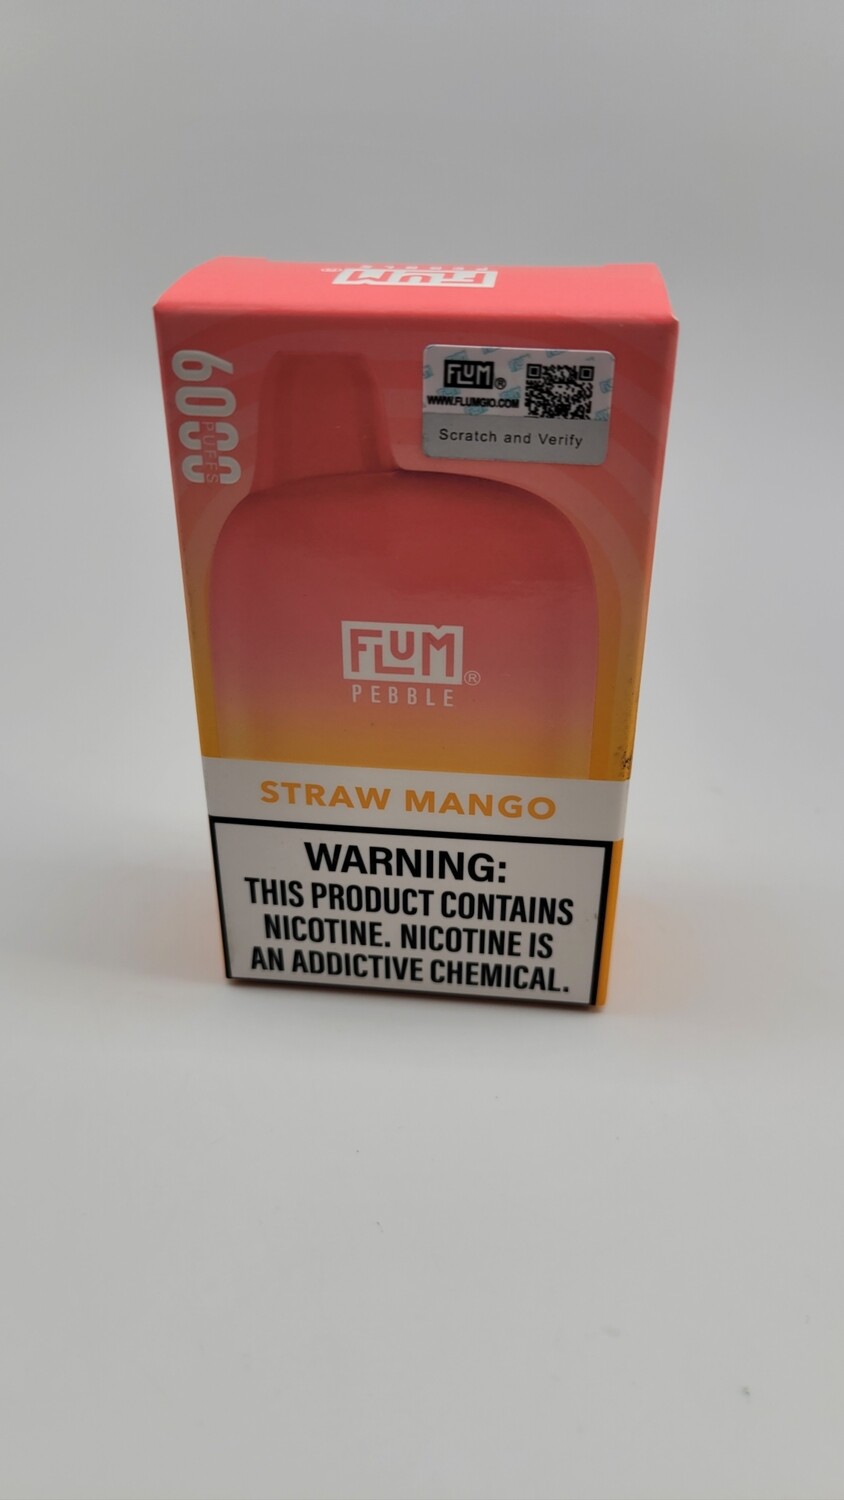 FLUM
PEBBLE
6000
PUFFS
FLUM®
WWW.FLUMGIO.COM
Scratch and Verify
FLUM®
PEBBLE
STRAW MANGO
WARNING:
THIS PRODUCT CONTAINS
NICOTINE. NICOTINE IS
AN ADDICTIVE CHEMICAL.